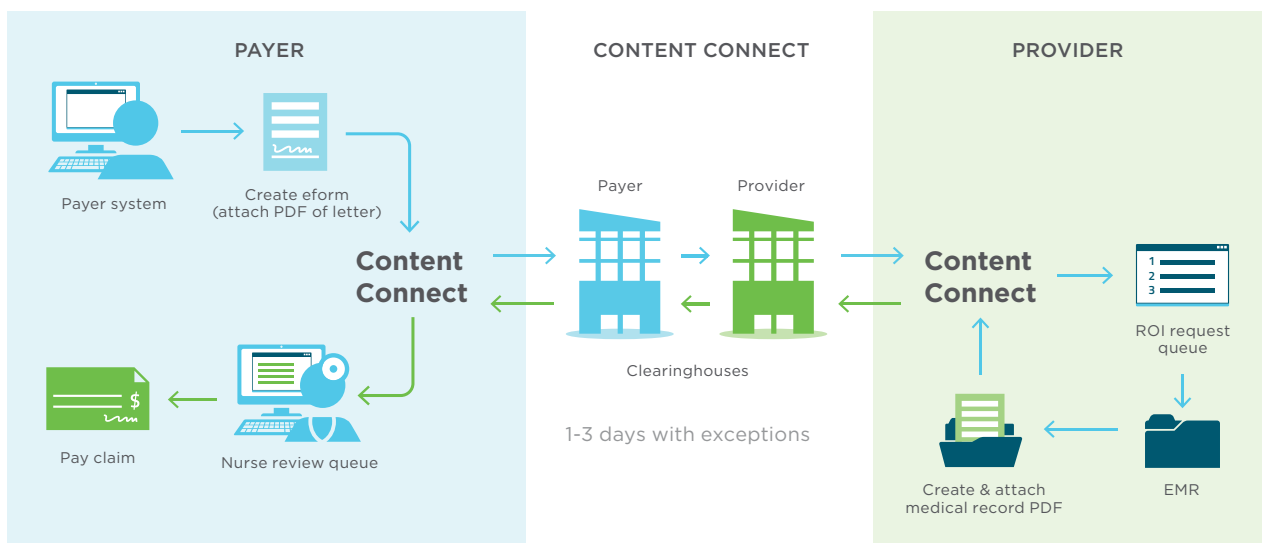 PAYER
CONTENT CONNECT
PROVIDER
Payer system
Create eform
(attach PDF of letter)
Payer
Provider
Content
Connect
Content
Connect
1
2
3
ROI request
queue
Clearinghouses
1-3 days with exceptions
$
Pay claim
Nurse review queue
Create & attach
medical record PDF
EMR